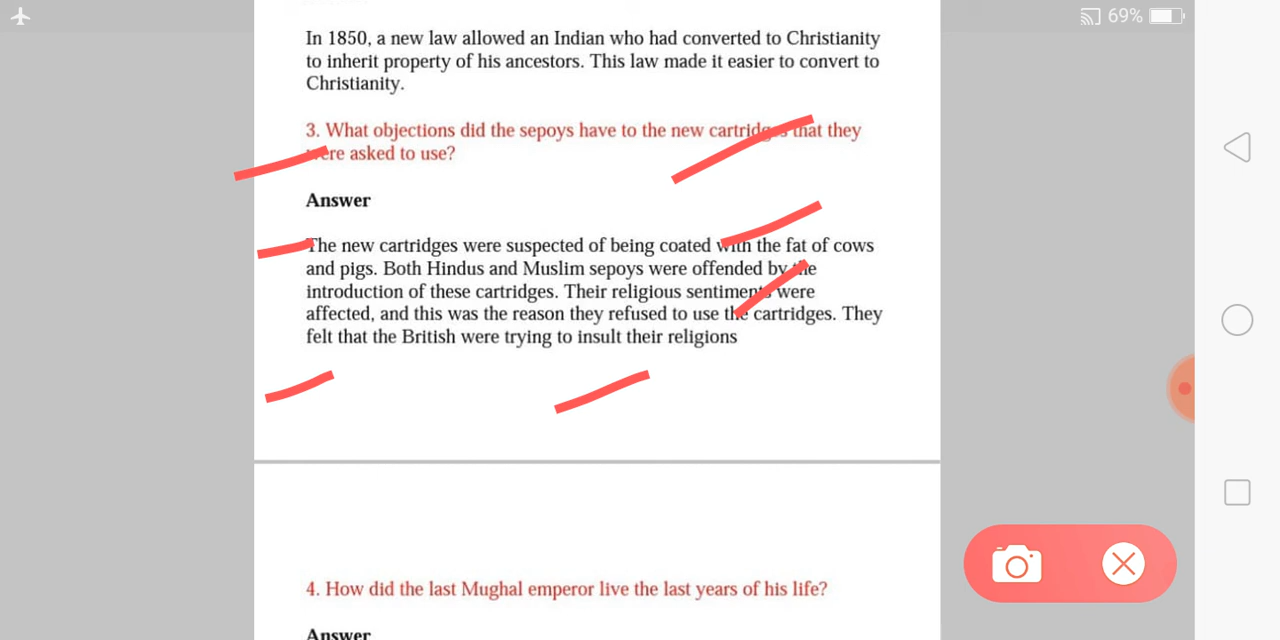 69%
In 1850, a new law allowed an Indian who had converted to Christianity
to inherit property of his ancestors. This law made it easier to convert to
Christianity.
3. What objections did the sepoys have to the new cartridges that they
were asked to use?
Answer
The new cartridges were suspected of being coated with the fat of cows
and pigs. Both Hindus and Muslim sepoys were offended by the
introduction of these cartridges. Their religious sentiments were
affected, and this was the reason they refused to use the cartridges. They
felt that the British were trying to insult their religions
4. How did the last Mughal emperor live the last years of his life?
Answer